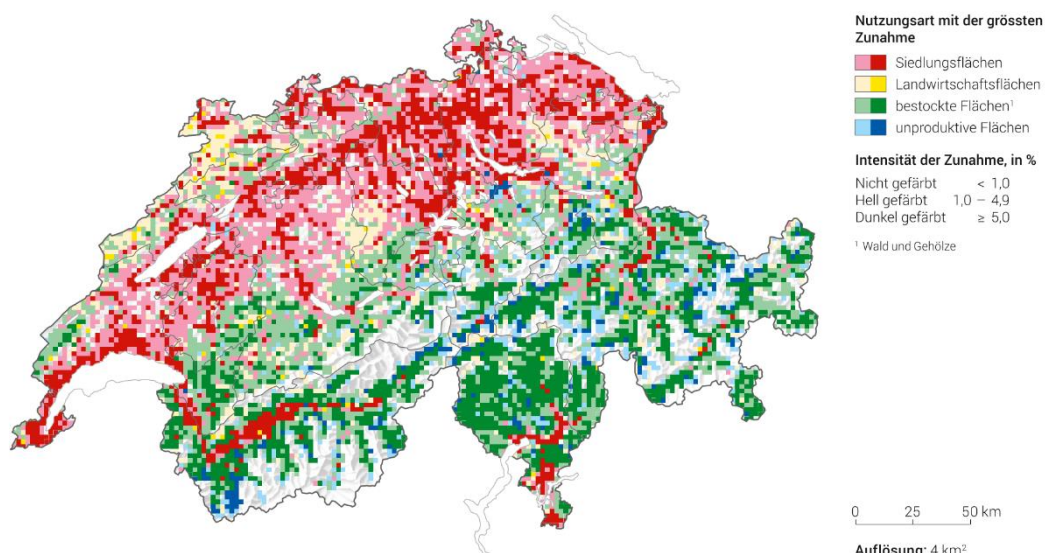 Nutzungsart mit der grössten
Zunahme
Siedlungsflächen
Landwirtschaftsflächen
bestockte Flächen¹
unproduktive Flächen
Intensität der Zunahme, in %
Nicht gefärbt < 1,0
Hell gefärbt 1,0 – 4,9
Dunkel gefärbt ≥ 5,0
¹ Wald und Gehölze
0 25 50 km
Auflösung: 4 km²